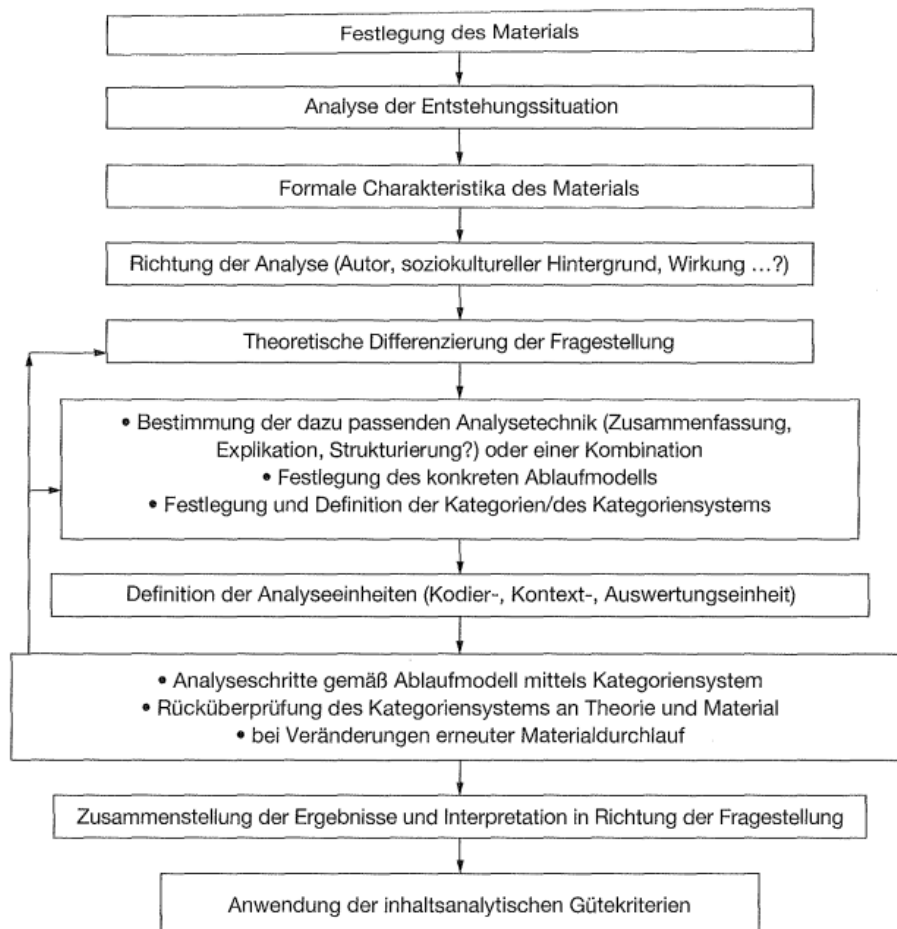 Festlegung des Materials
Analyse der Entstehungssituation
Formale Charakteristika des Materials
Richtung der Analyse (Autor, soziokultureller Hintergrund, Wirkung ...?)
Theoretische Differenzierung der Fragestellung
• Bestimmung der dazu passenden Analysetechnik (Zusammenfassung,
Explikation, Strukturierung?) oder einer Kombination
• Festlegung des konkreten Ablaufmodells
• Festlegung und Definition der Kategorien/des Kategoriensystems
Definition der Analyseeinheiten (Kodier-, Kontext-, Auswertungseinheit)
• Analyseschritte gemäß Ablaufmodell mittels Kategoriensystem
• Rücküberprüfung des Kategoriensystems an Theorie und Material
• bei Veränderungen erneuter Materialdurchlauf
Zusammenstellung der Ergebnisse und Interpretation in Richtung der Fragestellung
Anwendung der inhaltsanalytischen Gütekriterien